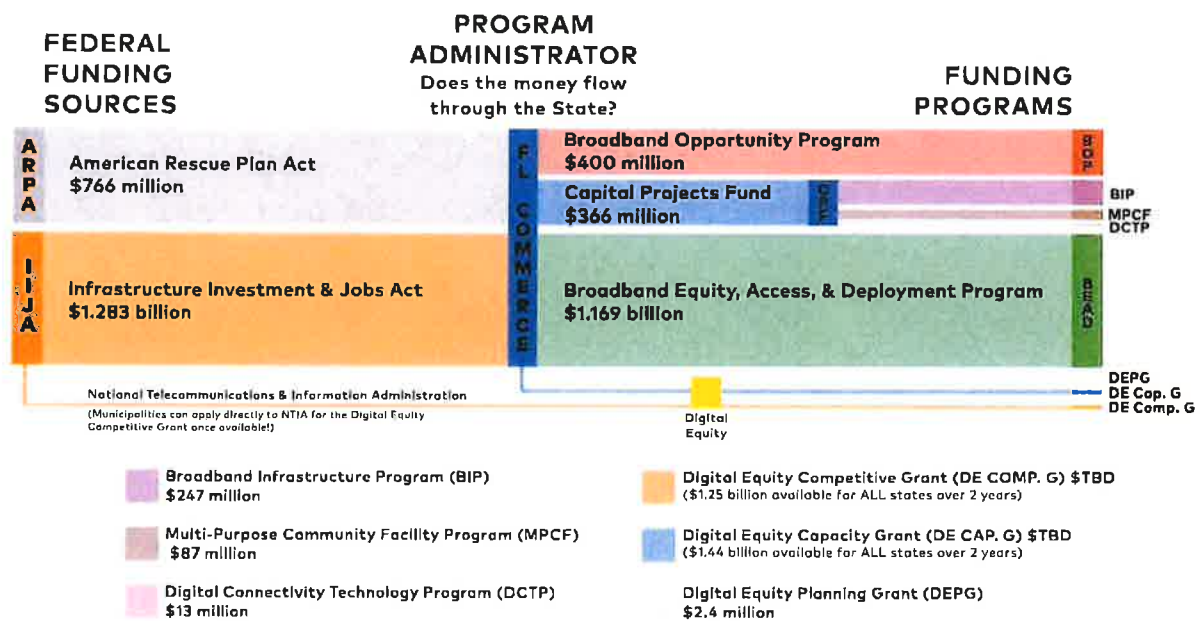 FEDERAL
FUNDING
SOURCES
PROGRAM
ADMINISTRATOR
Does the money flow
through the State?
FUNDING
PROGRAMS
ARPA
American Rescue Plan Act
$766 million
FL COMMERCE
Broadband Opportunity Program
$400 million
BOP
Capital Projects Fund
$366 million
CPF
BIP
MPCF
DCTP
IIJA
Infrastructure Investment & Jobs Act
$1.283 billion
Broadband Equity, Access, & Deployment Program
$1.169 billion
BEAD
National Telecommunications & Information Administration
(Municipalities can apply directly to NTIA for the Digital Equity
Competitive Grant once available!)
Digital
Equity
DEPG
DE Cap. G
DE Comp. G
Broadband Infrastructure Program (BIP)
$247 million
Multi-Purpose Community Facility Program (MPCF)
$87 million
Digital Connectivity Technology Program (DCTP)
$13 million
Digital Equity Competitive Grant (DE COMP. G) $TBD
($1.25 billion available for ALL states over 2 years)
Digital Equity Capacity Grant (DE CAP. G) $TBD
($1.44 billion available for ALL states over 2 years)
Digital Equity Planning Grant (DEPG)
$2.4 million